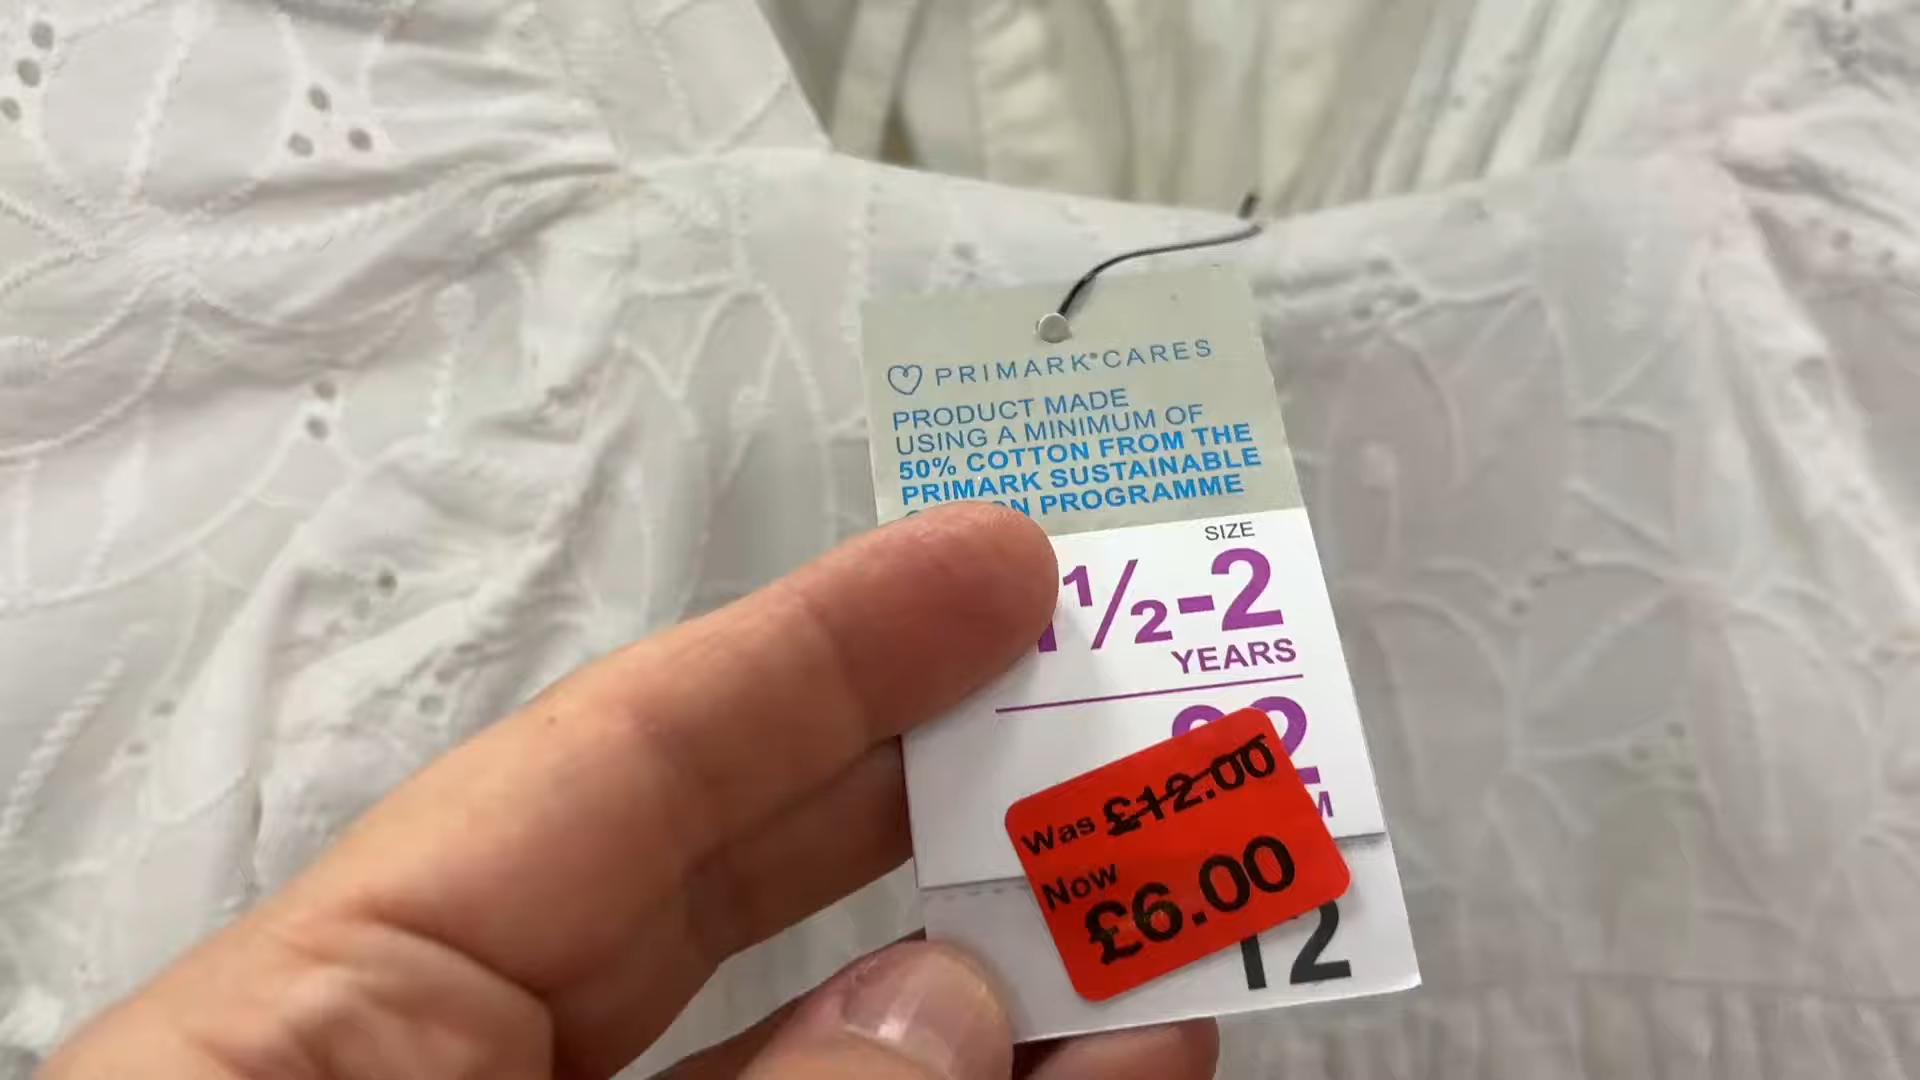 PRIMARK® CARES
PRODUCT MADE
USING A MINIMUM OF
50% COTTON FROM THE
PRIMARK SUSTAINABLE
PROGRAMME
SIZE
1½-2
YEARS
Was £12.00
Now
£6.00
12